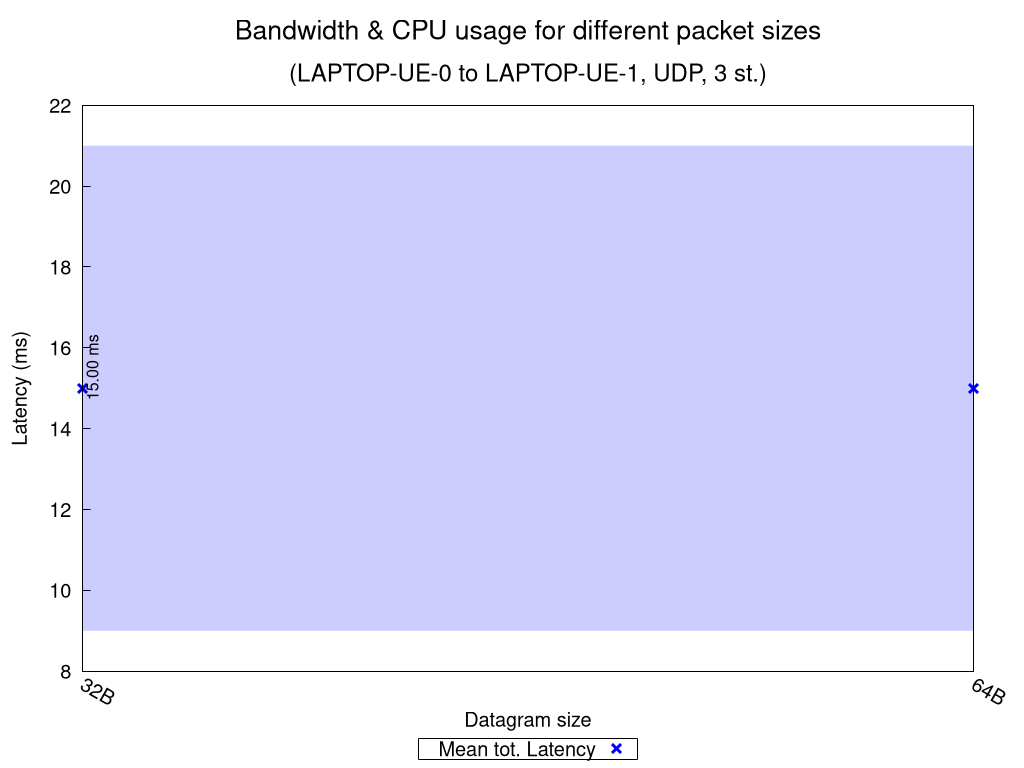 Bandwidth & CPU usage for different packet sizes
(LAPTOP-UE-0 to LAPTOP-UE-1, UDP, 3 st.)
22
20
18
16
14
12
10
8
Latency (ms)
15.00 ms
32B
64B
Datagram size
Mean tot. Latency